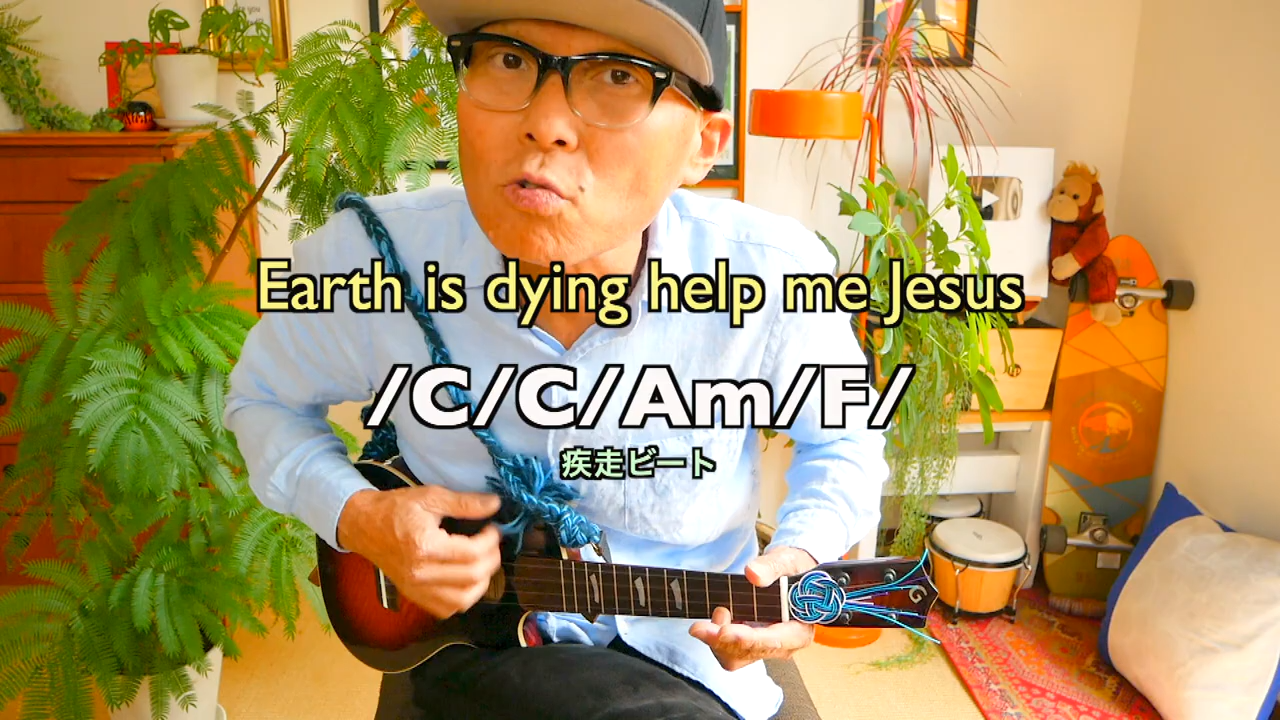 Earth is dying help me Jesus
/C/C/Am/F/
疾走ビート
G